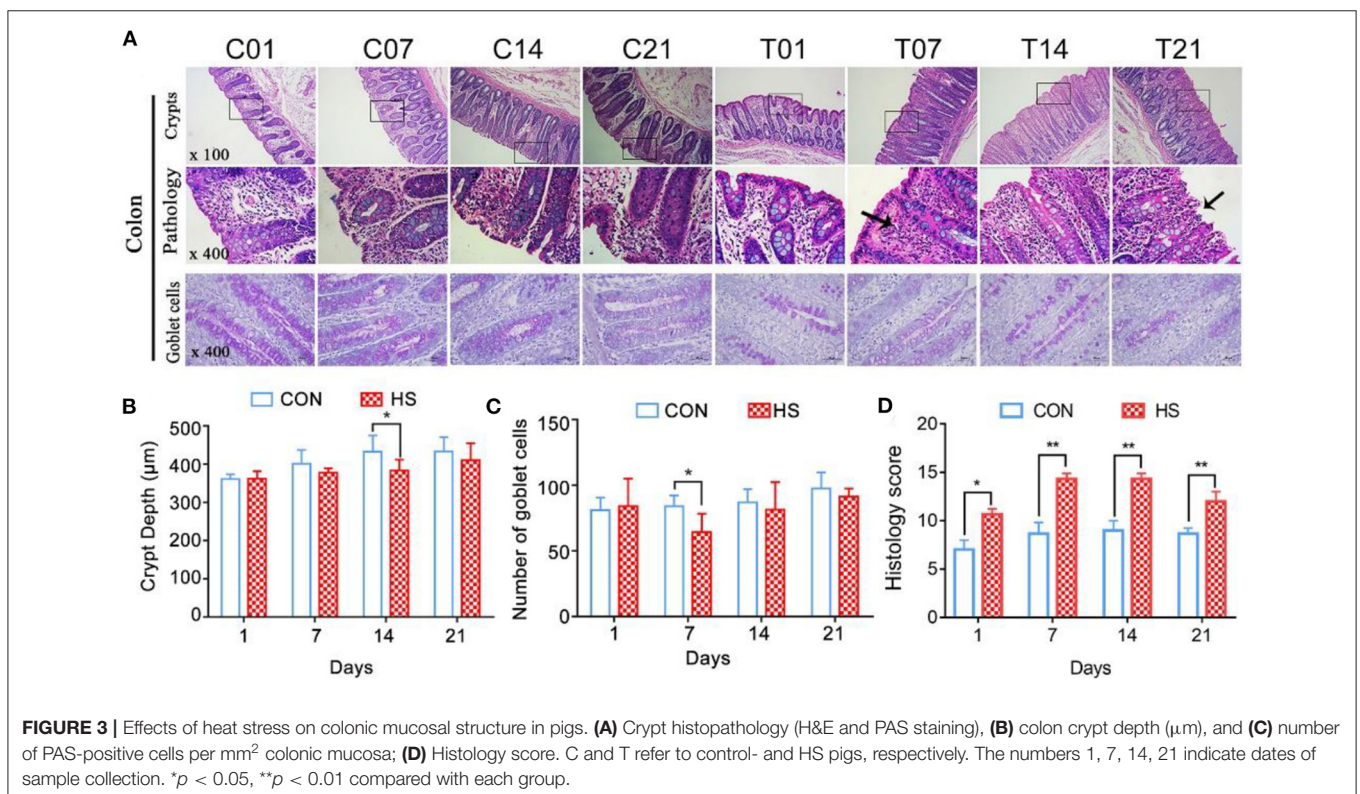 A
C01 C07 C14 C21 T01 T07 T14 T21
Colon
Crypts
x 100
Pathology
x 400
Goblet cells
x 400
B
CON HS
Crypt Depth (μm)
500
400
300
200
100
0
*
1 7 14 21
Days
C
CON HS
Number of goblet cells
150
100
50
0
*
1 7 14 21
Days
D
CON HS
Histology score
20
15
10
5
0
* ** ** **
1 7 14 21
Days
FIGURE 3 | Effects of heat stress on colonic mucosal structure in pigs. (A) Crypt histopathology (H&E and PAS staining), (B) colon crypt depth (μm), and (C) number
of PAS-positive cells per mm² colonic mucosa; (D) Histology score. C and T refer to control- and HS pigs, respectively. The numbers 1, 7, 14, 21 indicate dates of
sample collection. *p < 0.05, **p < 0.01 compared with each group.